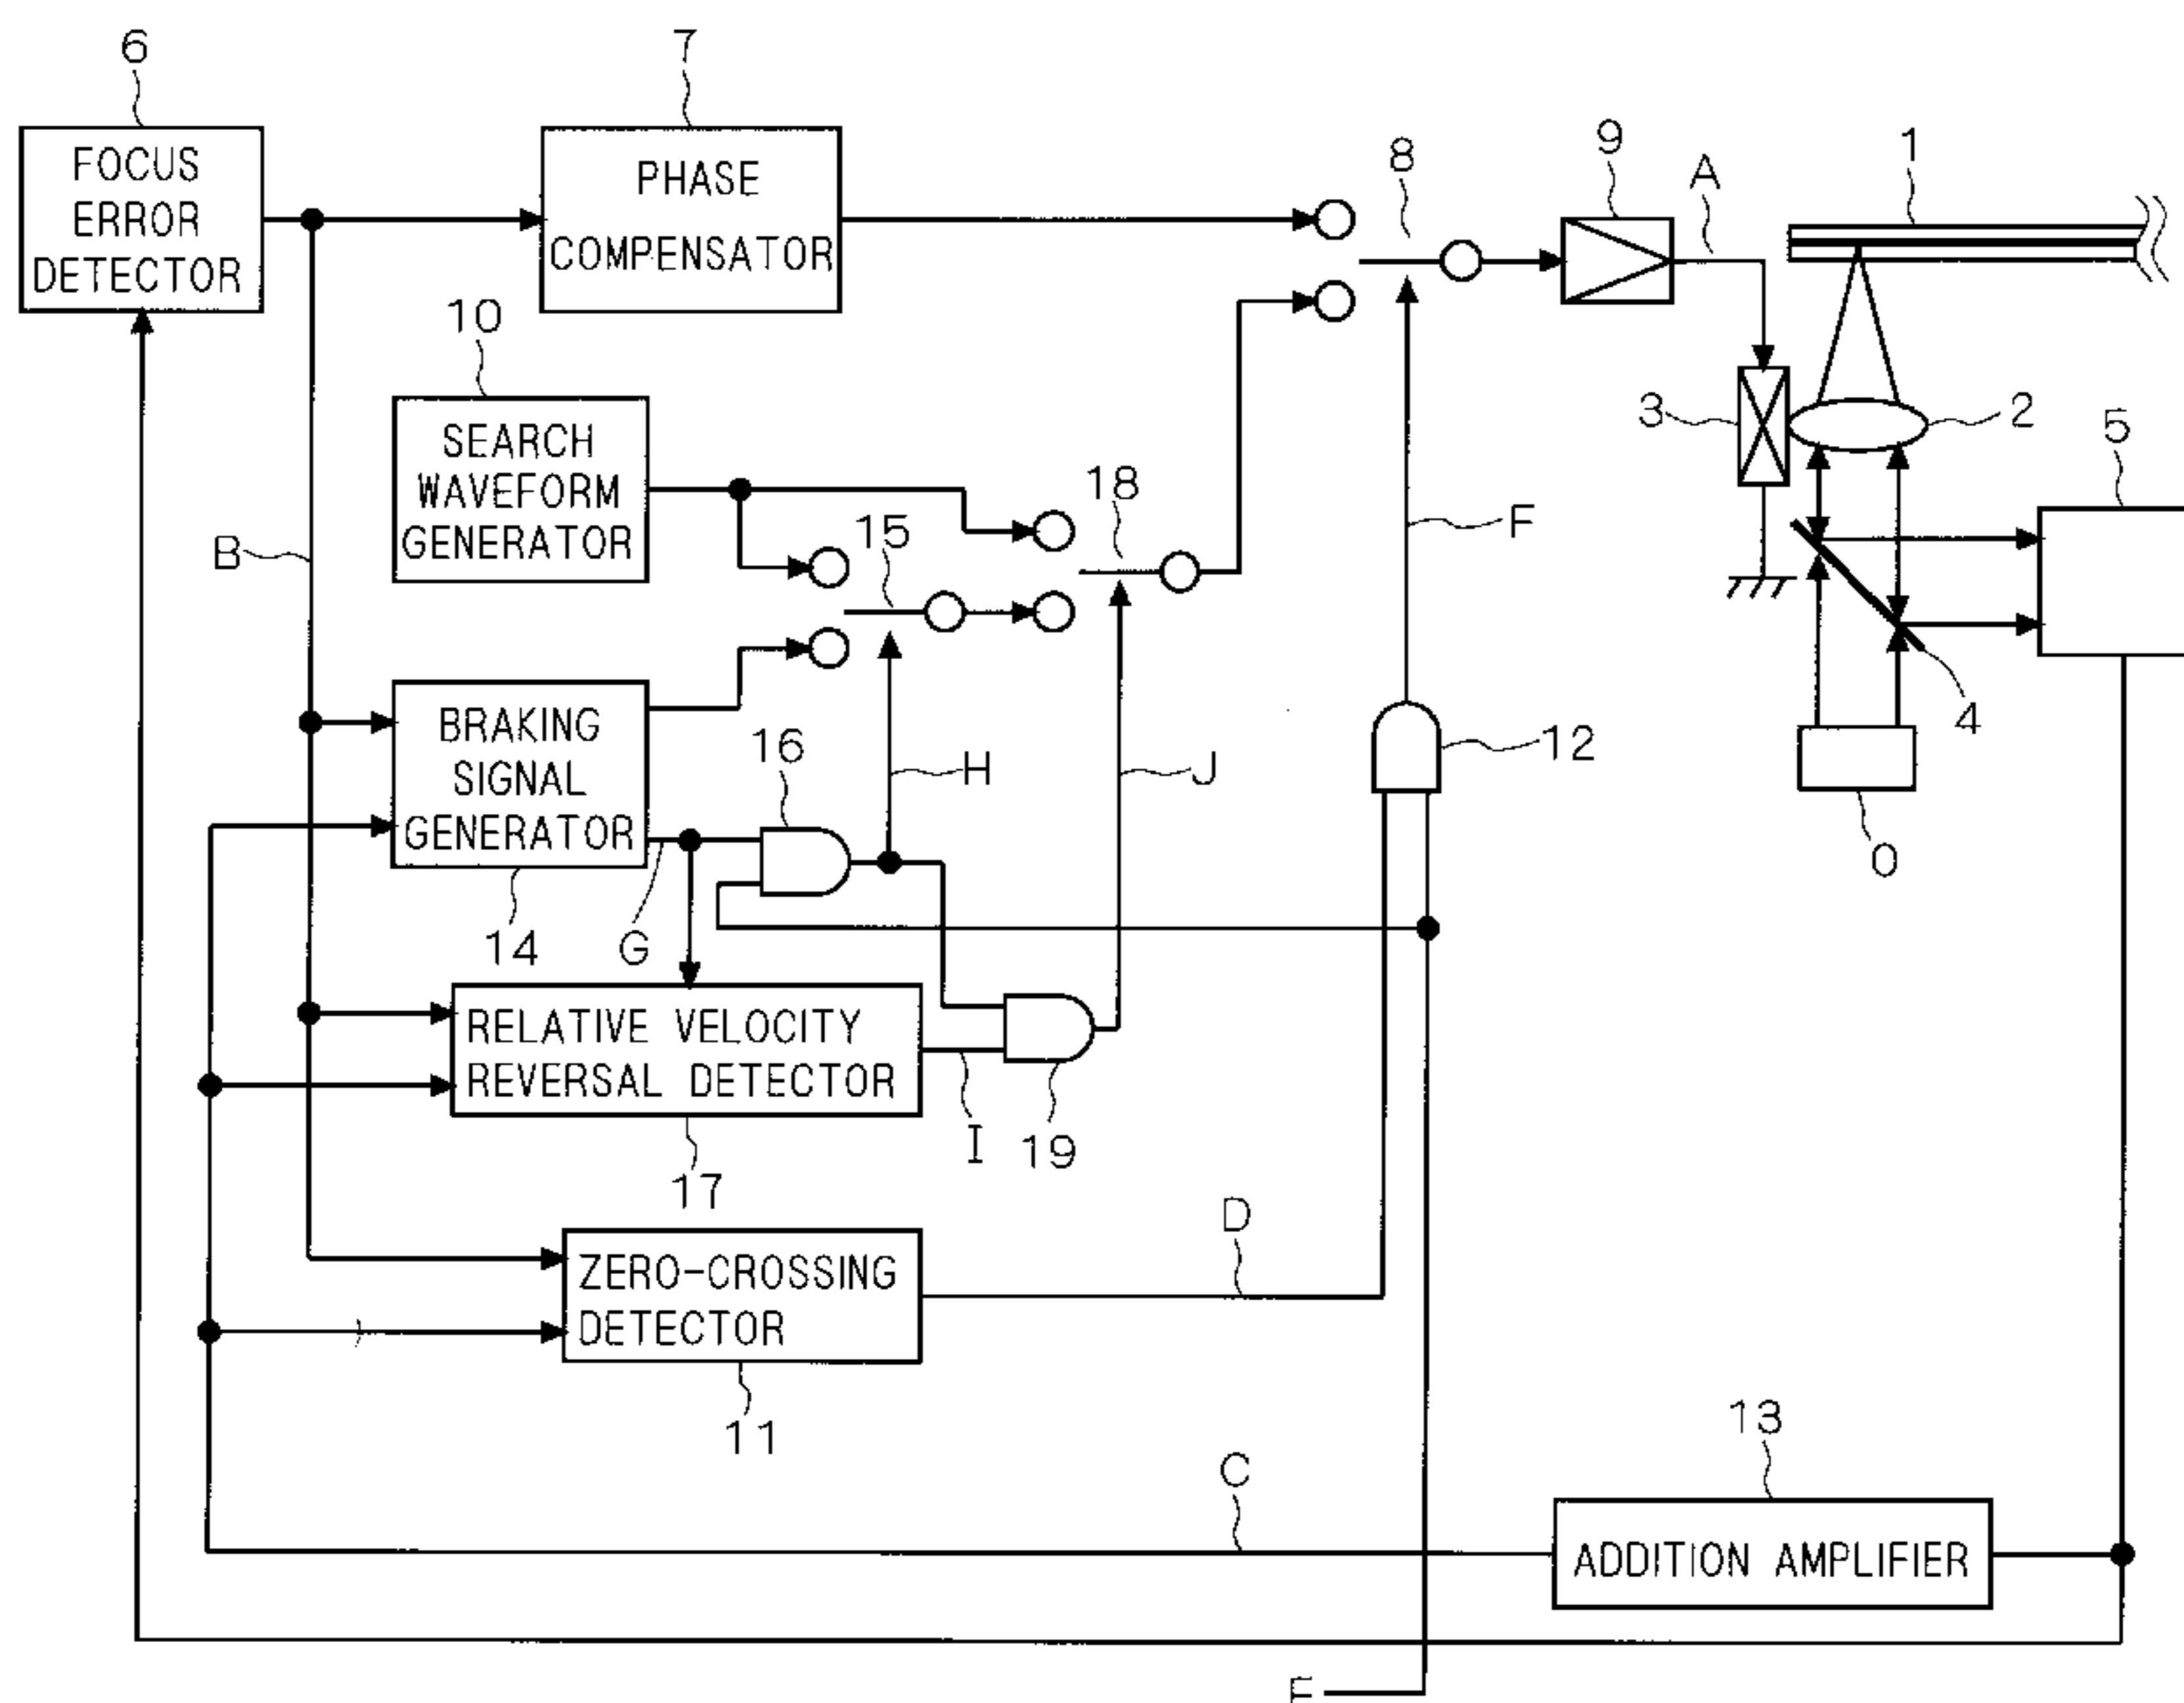 6
7
8
9
A
1
FOCUS
ERROR
DETECTOR
PHASE
COMPENSATOR
10
SEARCH
WAVEFORM
GENERATOR
B
15
18
F
3
2
5
4
0
BRAKING
SIGNAL
GENERATOR
14
G
16
H
J
12
RELATIVE VELOCITY
REVERSAL DETECTOR
17
I
19
ZERO-CROSSING
DETECTOR
11
D
C
13
ADDITION AMPLIFIER